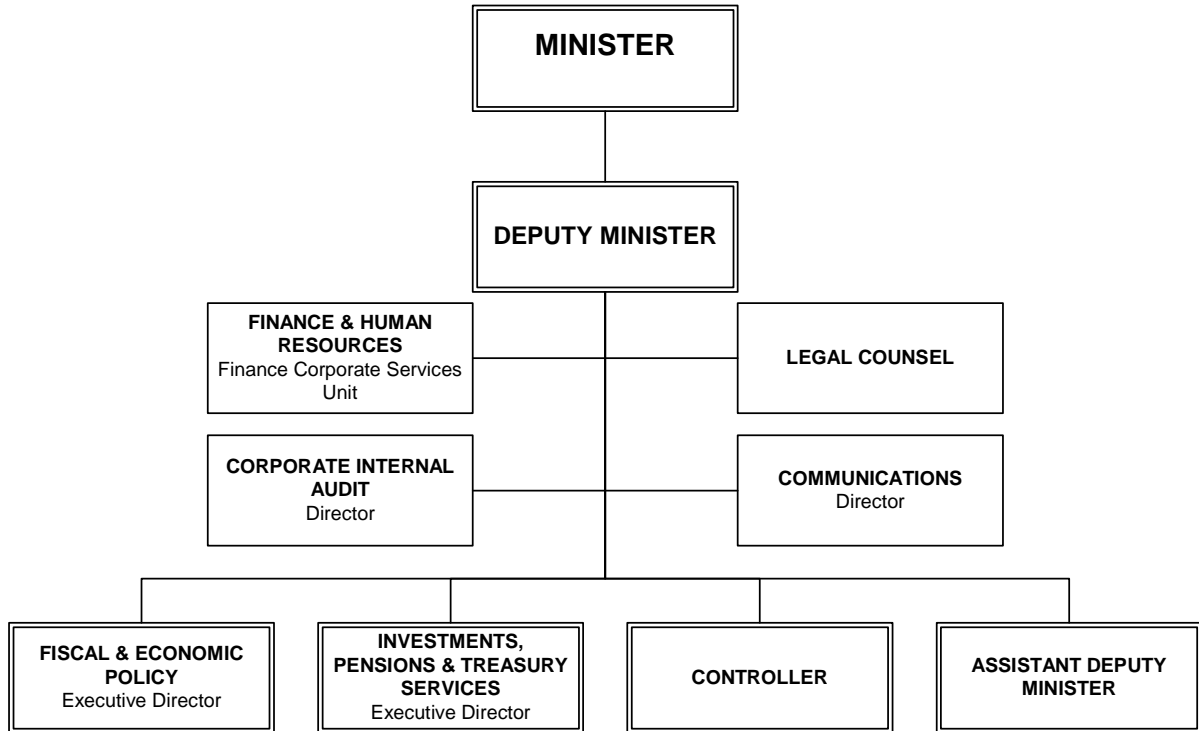 MINISTER
DEPUTY MINISTER
FINANCE & HUMAN
RESOURCES
Finance Corporate Services
Unit
LEGAL COUNSEL
CORPORATE INTERNAL
AUDIT
Director
COMMUNICATIONS
Director
FISCAL & ECONOMIC
POLICY
Executive Director
INVESTMENTS,
PENSIONS & TREASURY
SERVICES
Executive Director
CONTROLLER
ASSISTANT DEPUTY
MINISTER